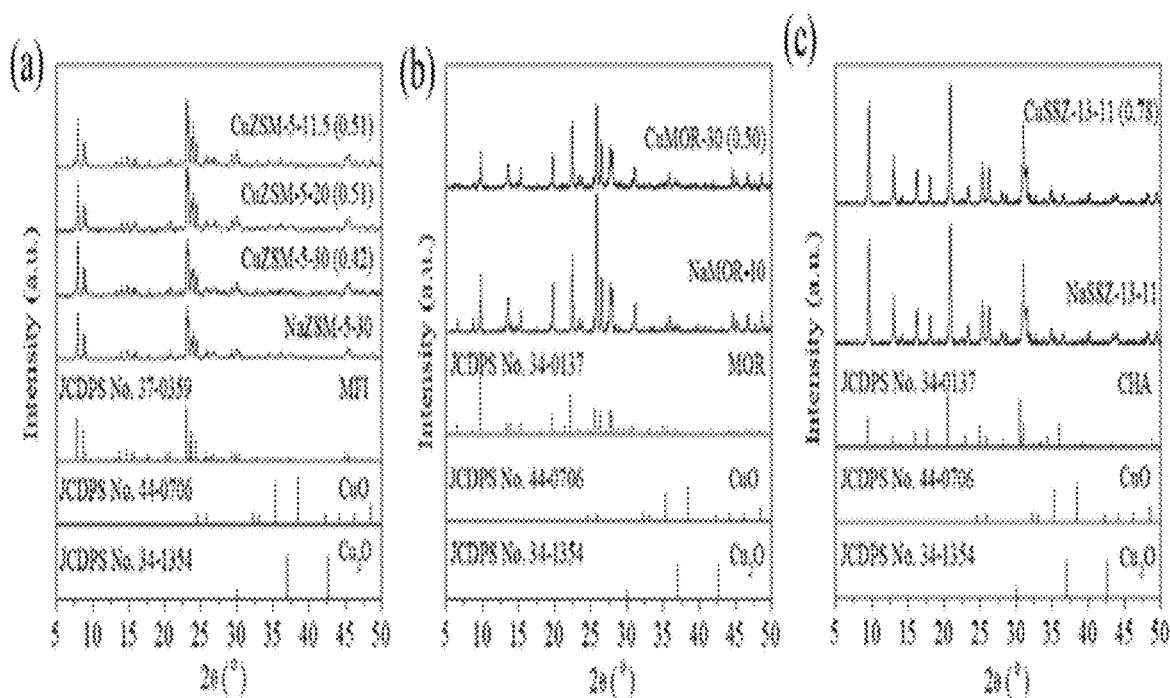 (a)
CuZSM-5-11.5 (0.51)
CuZSM-5-20 (0.51)
CuZSM-5-30 (0.42)
NaZSM-5-30
JCDPS No. 37-0359 MFI
JCDPS No. 44-0706 CuO
JCDPS No. 34-1354 Cu₂O
Intensity (a.u.)
5 10 15 20 25 30 35 40 45 50
2θ (°)
(b)
CuMOR-30 (0.50)
NaMOR-10
JCDPS No. 34-0137 MOR
JCDPS No. 44-0706 CuO
JCDPS No. 34-1354 Cu₂O
Intensity (a.u.)
5 10 15 20 25 30 35 40 45 50
2θ (°)
(c)
CuSSZ-13-11 (0.78)
NaSSZ-13-11
JCDPS No. 34-0137 CHA
JCDPS No. 44-0706 CuO
JCDPS No. 34-1354 Cu₂O
Intensity (a.u.)
5 10 15 20 25 30 35 40 45 50
2θ (°)